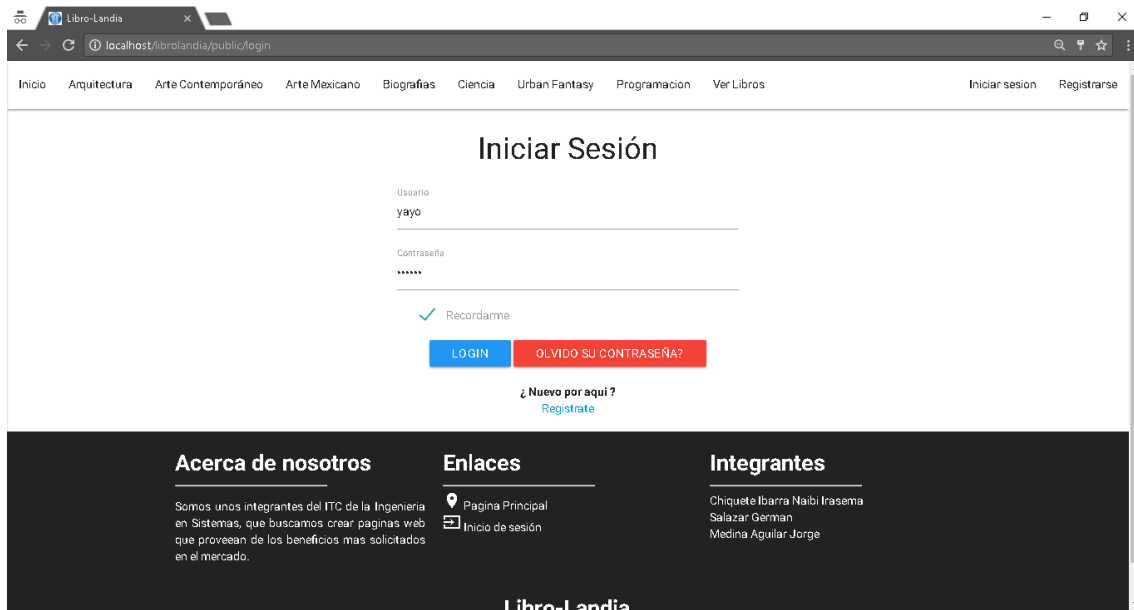 Libro-Landia
localhost/librolandia/public/login
Inicio Arquitectura Arte Contemporáneo Arte Mexicano Biografias Ciencia Urban Fantasy Programacion Ver Libros Iniciar sesion Registrarse
Iniciar Sesión
Usuario
yayo
Contraseña
••••••
Recordarme
LOGIN OLVIDO SU CONTRASEÑA?
¿ Nuevo por aqui ?
Registrate
Acerca de nosotros
Somos unos integrantes del ITC de la Ingenieria
en Sistemas, que buscamos crear paginas web
que proveean de los beneficios mas solicitados
en el mercado.
Enlaces
Pagina Principal
Inicio de sesión
Integrantes
Chiquete Ibarra Naibi Irasema
Salazar German
Medina Aguilar Jorge
Libro-Landia